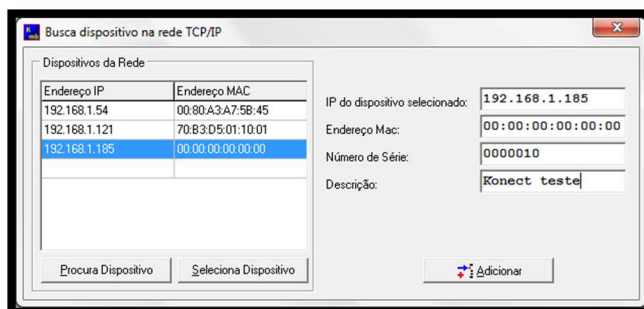 Busca dispositivo na rede TCP/IP
Dispositivos da Rede
Endereço IP Endereço MAC
192.168.1.54 00:80:A3:A7:5B:45
192.168.1.121 70:B3:D5:01:10:01
192.168.1.185 00:00:00:00:00:00
Procura Dispositivo Seleciona Dispositivo
IP do dispositivo selecionado: 192.168.1.185
Endereço Mac: 00:00:00:00:00:00
Número de Série: 0000010
Descrição: Konect teste
Adicionar